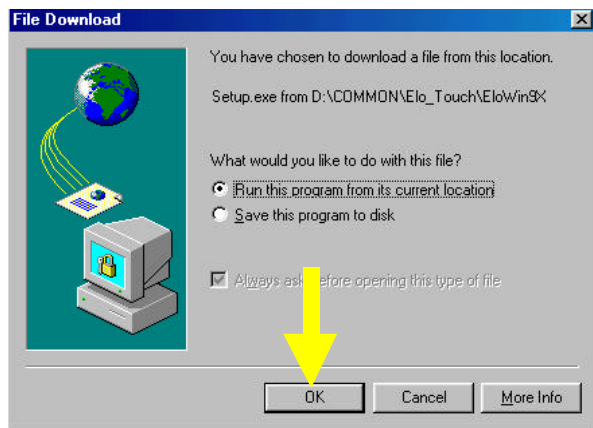 File Download
You have chosen to download a file from this location.
Setup.exe from D:\COMMON\Elo_Touch\EloWin9X
What would you like to do with this file?
Run this program from its current location
Save this program to disk
Always ask before opening this type of file
OK
Cancel
More Info